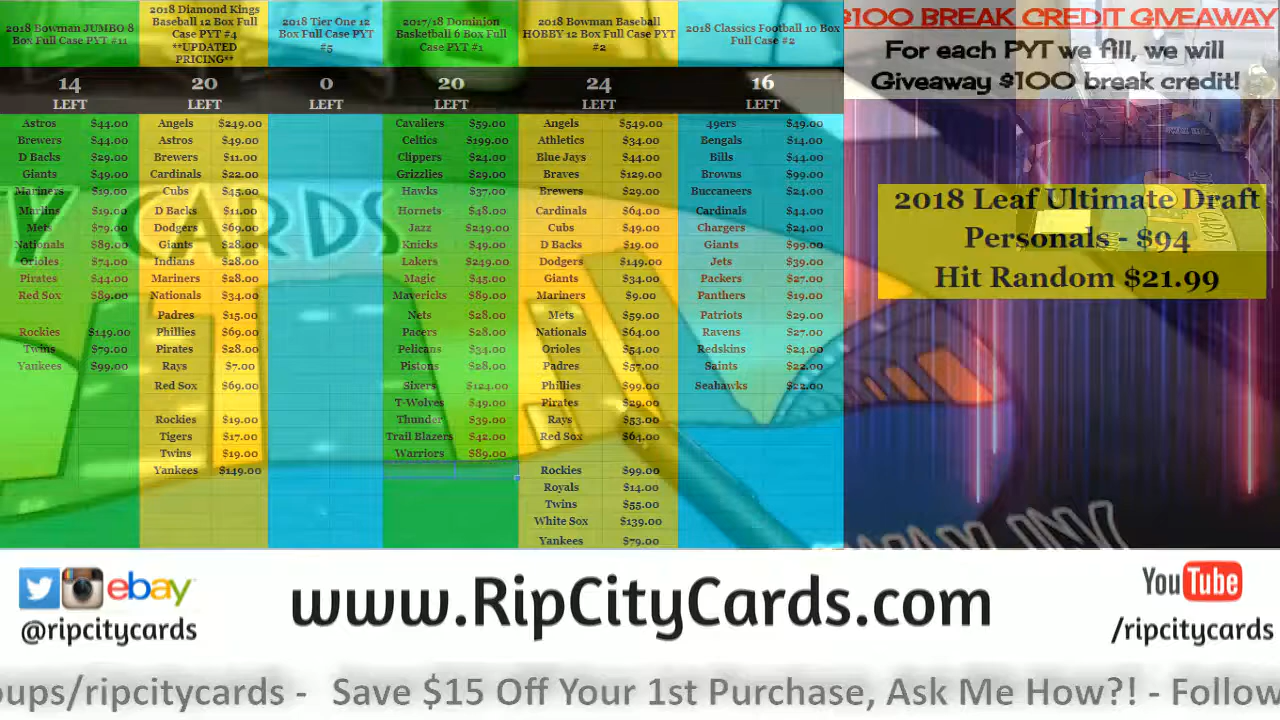 2018 Bowman JUMBO 8
Box Full Case PYT #11
14
LEFT
Astros $44.00
Brewers $44.00
D Backs $29.00
Giants $49.00
Mariners $19.00
Marlins $19.00
Mets $79.00
Nationals $89.00
Orioles $74.00
Pirates $44.00
Red Sox $89.00
Rockies $149.00
Twins $79.00
Yankees $99.00
2018 Diamond Kings
Baseball 12 Box Full
Case PYT #4
**UPDATED
PRICING**
20
LEFT
Angels $249.00
Astros $49.00
Brewers $11.00
Cardinals $22.00
Cubs $45.00
D Backs $11.00
Dodgers $69.00
Giants $28.00
Indians $28.00
Mariners $28.00
Nationals $34.00
Padres $15.00
Phillies $69.00
Pirates $28.00
Rays $7.00
Red Sox $69.00
Rockies $19.00
Tigers $17.00
Twins $19.00
Yankees $149.00
2018 Tier One 12
Box Full Case PYT
#5
0
LEFT
2017/18 Dominion
Basketball 6 Box Full
Case PYT #1
20
LEFT
Cavaliers $59.00
Celtics $199.00
Clippers $24.00
Grizzlies $29.00
Hawks $37.00
Hornets $48.00
Jazz $249.00
Knicks $49.00
Lakers $249.00
Magic $45.00
Mavericks $89.00
Nets $28.00
Pacers $28.00
Pelicans $34.00
Pistons $28.00
Sixers $124.00
T-Wolves $49.00
Thunder $39.00
Trail Blazers $42.00
Warriors $89.00
2018 Bowman Baseball
HOBBY 12 Box Full Case PYT
#2
24
LEFT
Angels $549.00
Athletics $34.00
Blue Jays $44.00
Braves $129.00
Brewers $29.00
Cardinals $64.00
Cubs $49.00
D Backs $19.00
Dodgers $149.00
Giants $34.00
Mariners $9.00
Mets $59.00
Nationals $64.00
Orioles $54.00
Padres $57.00
Phillies $99.00
Pirates $29.00
Rays $53.00
Red Sox $64.00
Rockies $99.00
Royals $14.00
Twins $55.00
White Sox $139.00
Yankees $79.00
2018 Classics Football 10 Box
Full Case #2
16
LEFT
49ers $49.00
Bengals $14.00
Bills $44.00
Browns $99.00
Buccaneers $24.00
Cardinals $44.00
Chargers $24.00
Giants $99.00
Jets $39.00
Packers $27.00
Panthers $19.00
Patriots $29.00
Ravens $27.00
Redskins $24.00
Saints $22.00
Seahawks $22.00
$100 BREAK CREDIT GIVEAWAY
For each PYT we fill, we will
Giveaway $100 break credit!
2018 Leaf Ultimate Draft
Personals - $94
Hit Random $21.99
Y CARDS
ebay
@ripcitycards
www.RipCityCards.com
YouTube
/ripcitycards
oups/ripcitycards - Save $15 Off Your 1st Purchase, Ask Me How?! - Follow